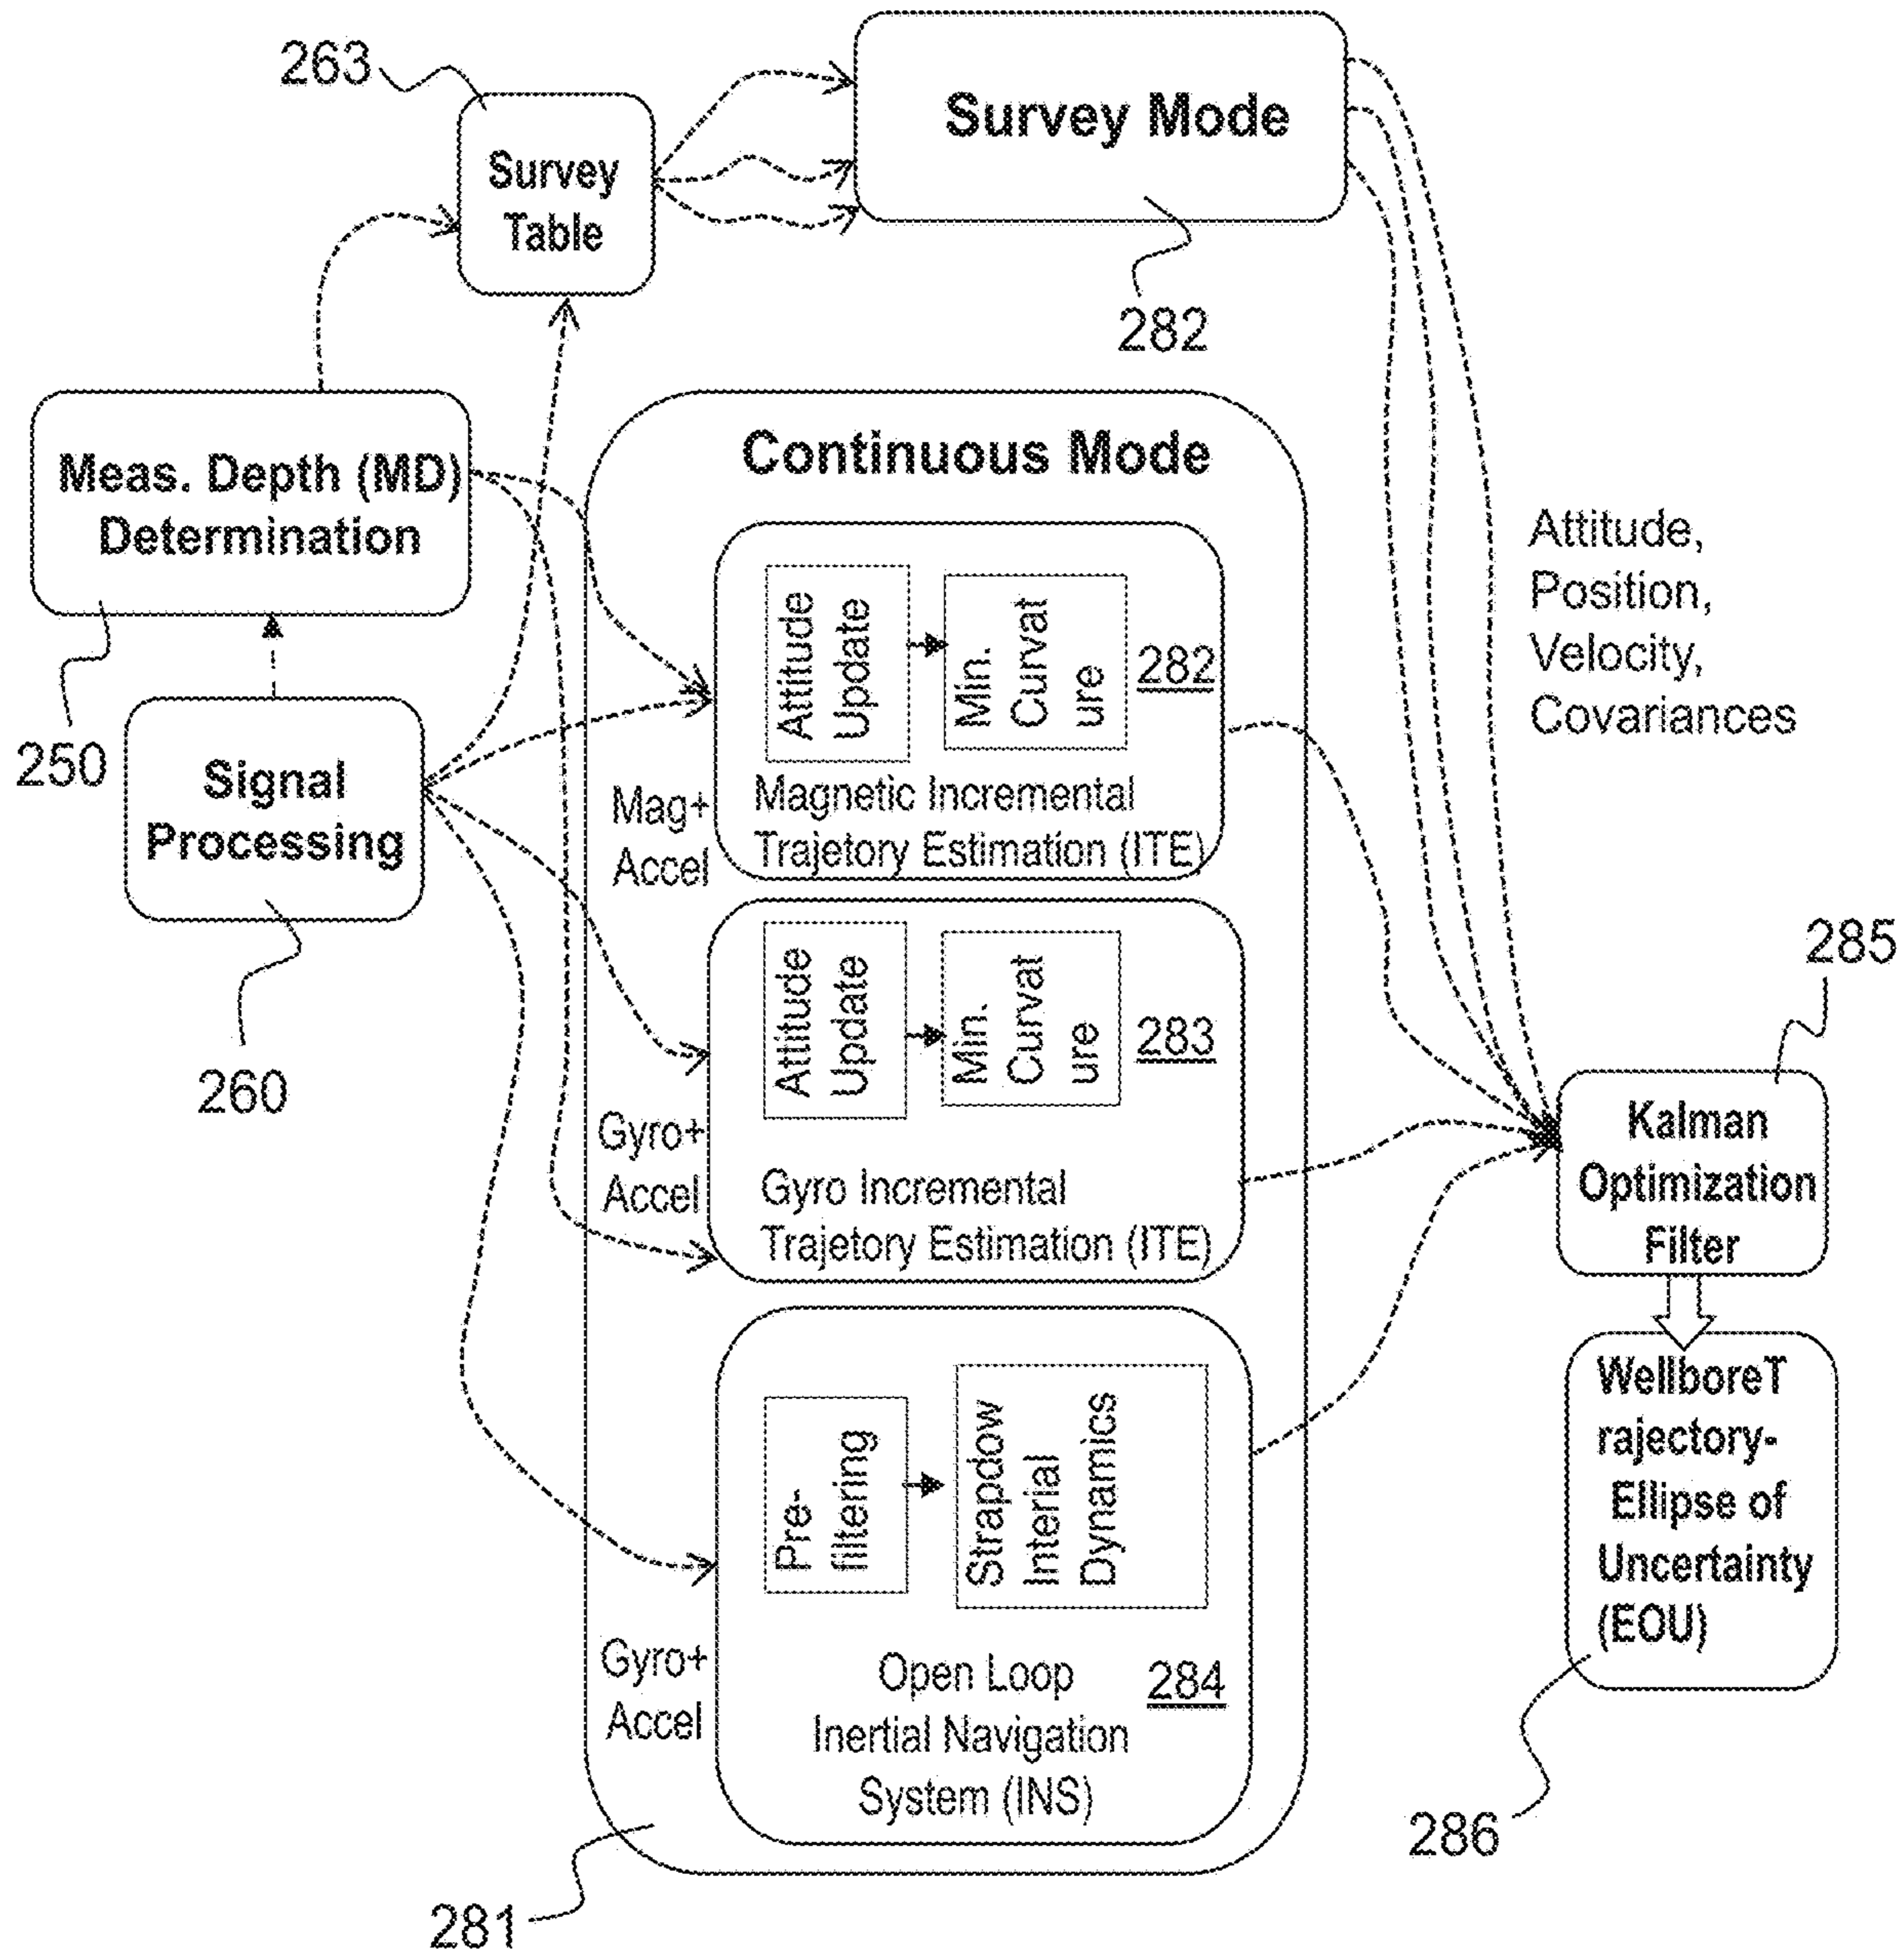 263
Survey
Table
Survey Mode
282
Meas. Depth (MD)
Determination
250
Signal
Processing
260
Continuous Mode
Attitude
Update
Min.
Curvat
ure
282
Mag+
Accel
Magnetic Incremental
Trajetory Estimation (ITE)
Attitude
Update
Min.
Curvat
ure
283
Gyro+
Accel
Gyro Incremental
Trajetory Estimation (ITE)
Pre-
filtering
Strapdow
Interial
Dynamics
Gyro+
Accel
Open Loop
Inertial Navigation
System (INS)
284
281
Attitude,
Position,
Velocity,
Covariances
285
Kalman
Optimization
Filter
WellboreT
rajectory-
Ellipse of
Uncertainty
(EOU)
286